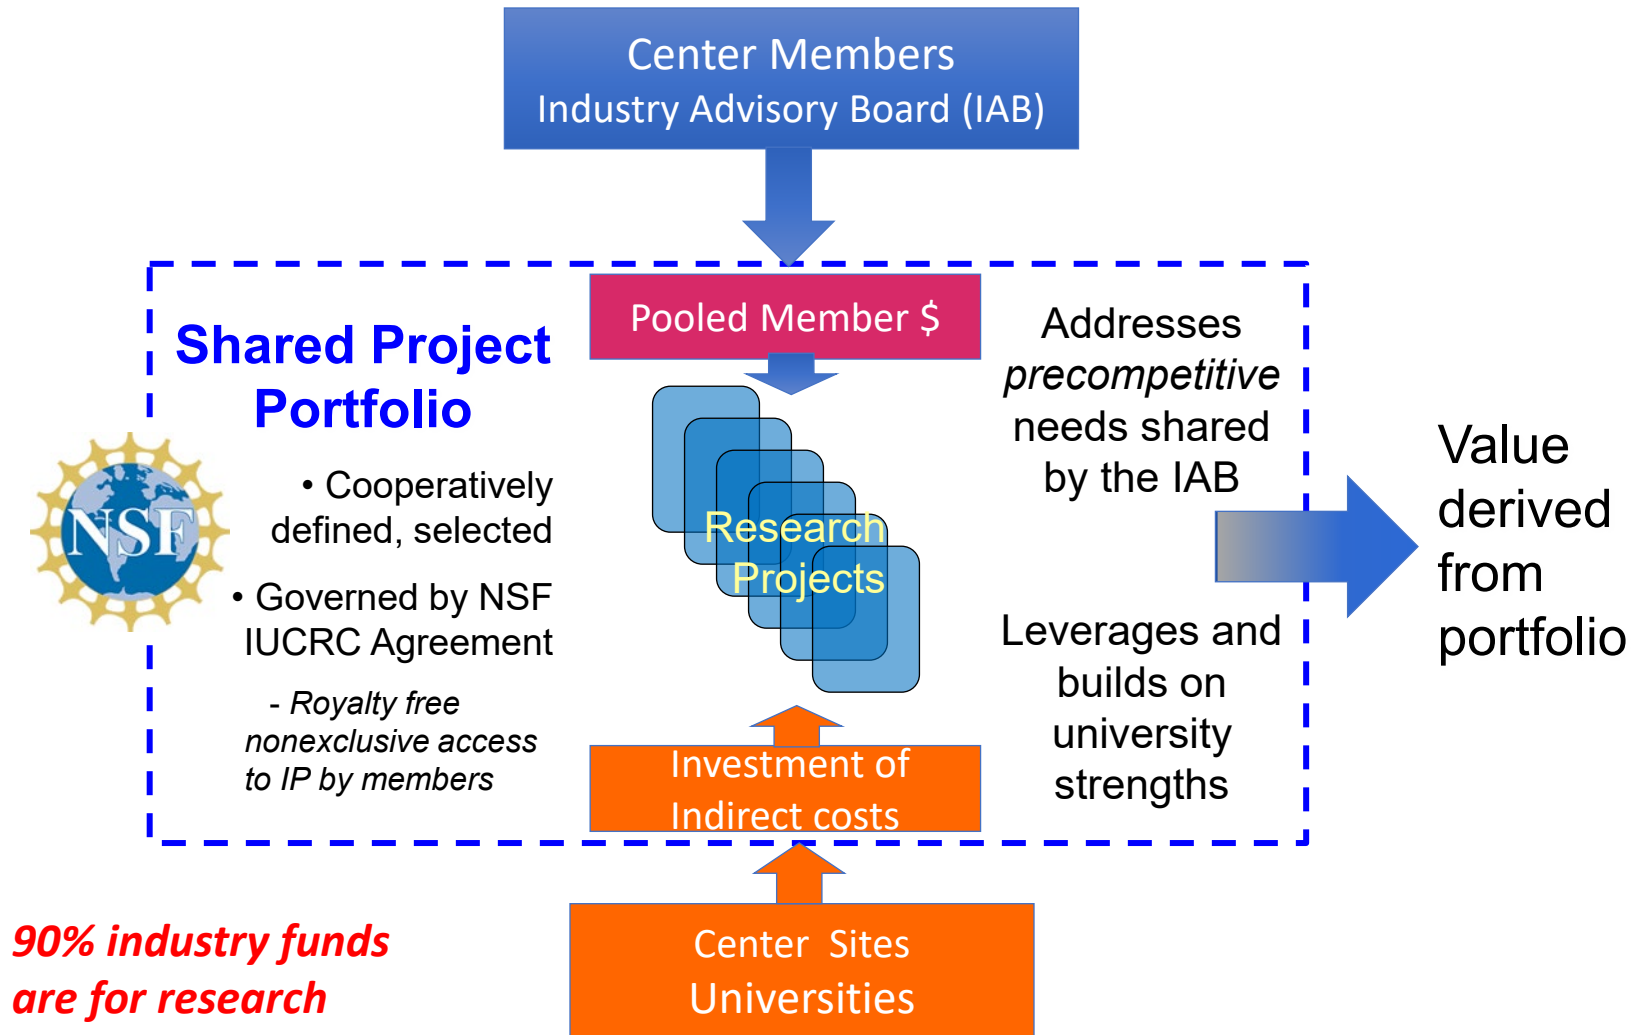 Center Members
Industry Advisory Board (IAB)
Pooled Member $
Shared Project
Portfolio
• Cooperatively
defined, selected
• Governed by NSF
IUCRC Agreement
- Royalty free
nonexclusive access
to IP by members
NSF
Research
Projects
Addresses
precompetitive
needs shared
by the IAB
Leverages and
builds on
university
strengths
Value
derived
from
portfolio
Investment of
Indirect costs
Center  Sites
Universities
90% industry funds
are for research